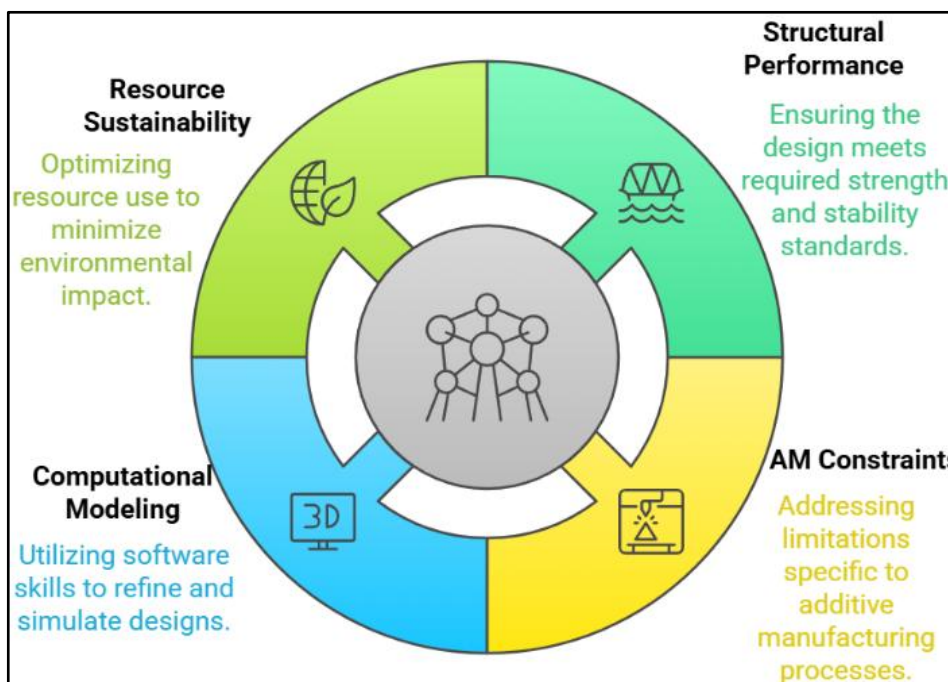 Structural
Performance
Ensuring the
design meets
required strength
and stability
standards.
Resource
Sustainability
Optimizing
resource use to
minimize
environmental
impact.
Computational
Modeling
Utilizing software
skills to refine and
simulate designs.
3D
AM Constraints
Addressing
limitations
specific to
additive
manufacturing
processes.